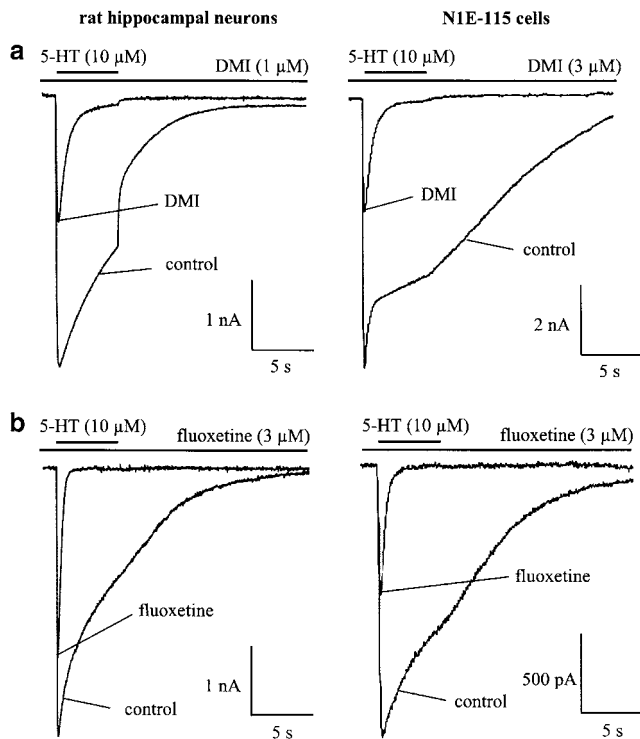 rat hippocampal neurons
N1E-115 cells
a
5-HT (10 µM)
DMI (1 µM)
DMI
control
1 nA
5 s
5-HT (10 µM)
DMI (3 µM)
DMI
control
2 nA
5 s
b
5-HT (10 µM)
fluoxetine (3 µM)
fluoxetine
control
1 nA
5 s
5-HT (10 µM)
fluoxetine (3 µM)
fluoxetine
control
500 pA
5 s